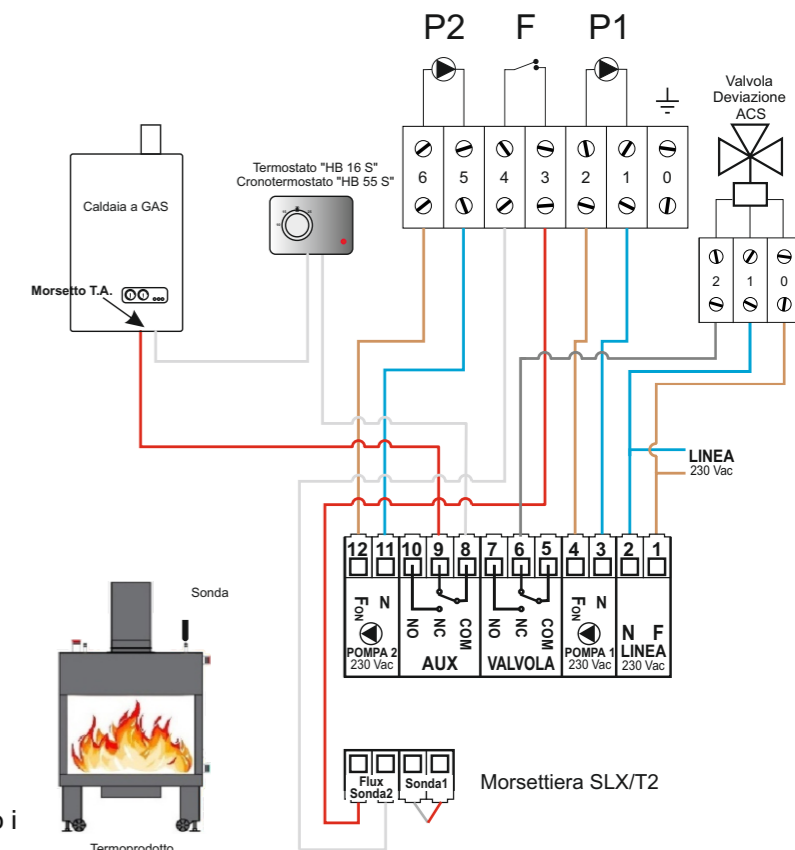 P2 F P1
Valvola
Deviazione
ACS
6 5 4 3 2 1 0
Termostato "HB 16 S"
Cronotermostato "HB 55 S"
Caldaia a GAS
2 1 0
Morsetto T.A.
LINEA
230 Vac
12 11 10 9 8 7 6 5 4 3 2 1
FON N NO NC COM NO NC COM FON N N F
POMPA 2
230 Vac
AUX
VALVOLA
POMPA 1
230 Vac
LINEA
230 Vac
Sonda
Flux
Sonda2
Sonda1
Morsettiera SLX/T2
i
Termoprodotto